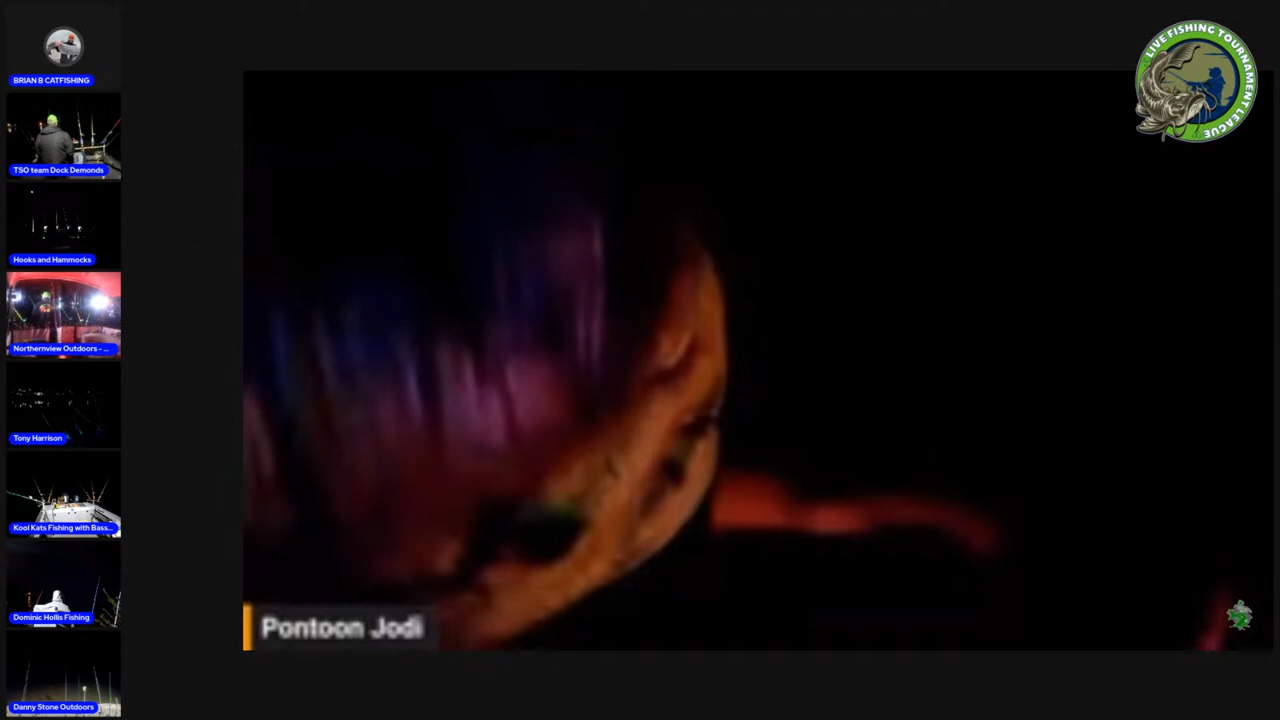 BRIAN B CATFISHING
TSO team Dock Demonds
Hooks and Hammocks
Northernview Outdoors - ...
Tony Harrison
Kool Kats Fishing with Bass...
Dominic Hollis Fishing
Danny Stone Outdoors
LIVE FISHING TOURNAMENT LEAGUE
Pontoon Jodi